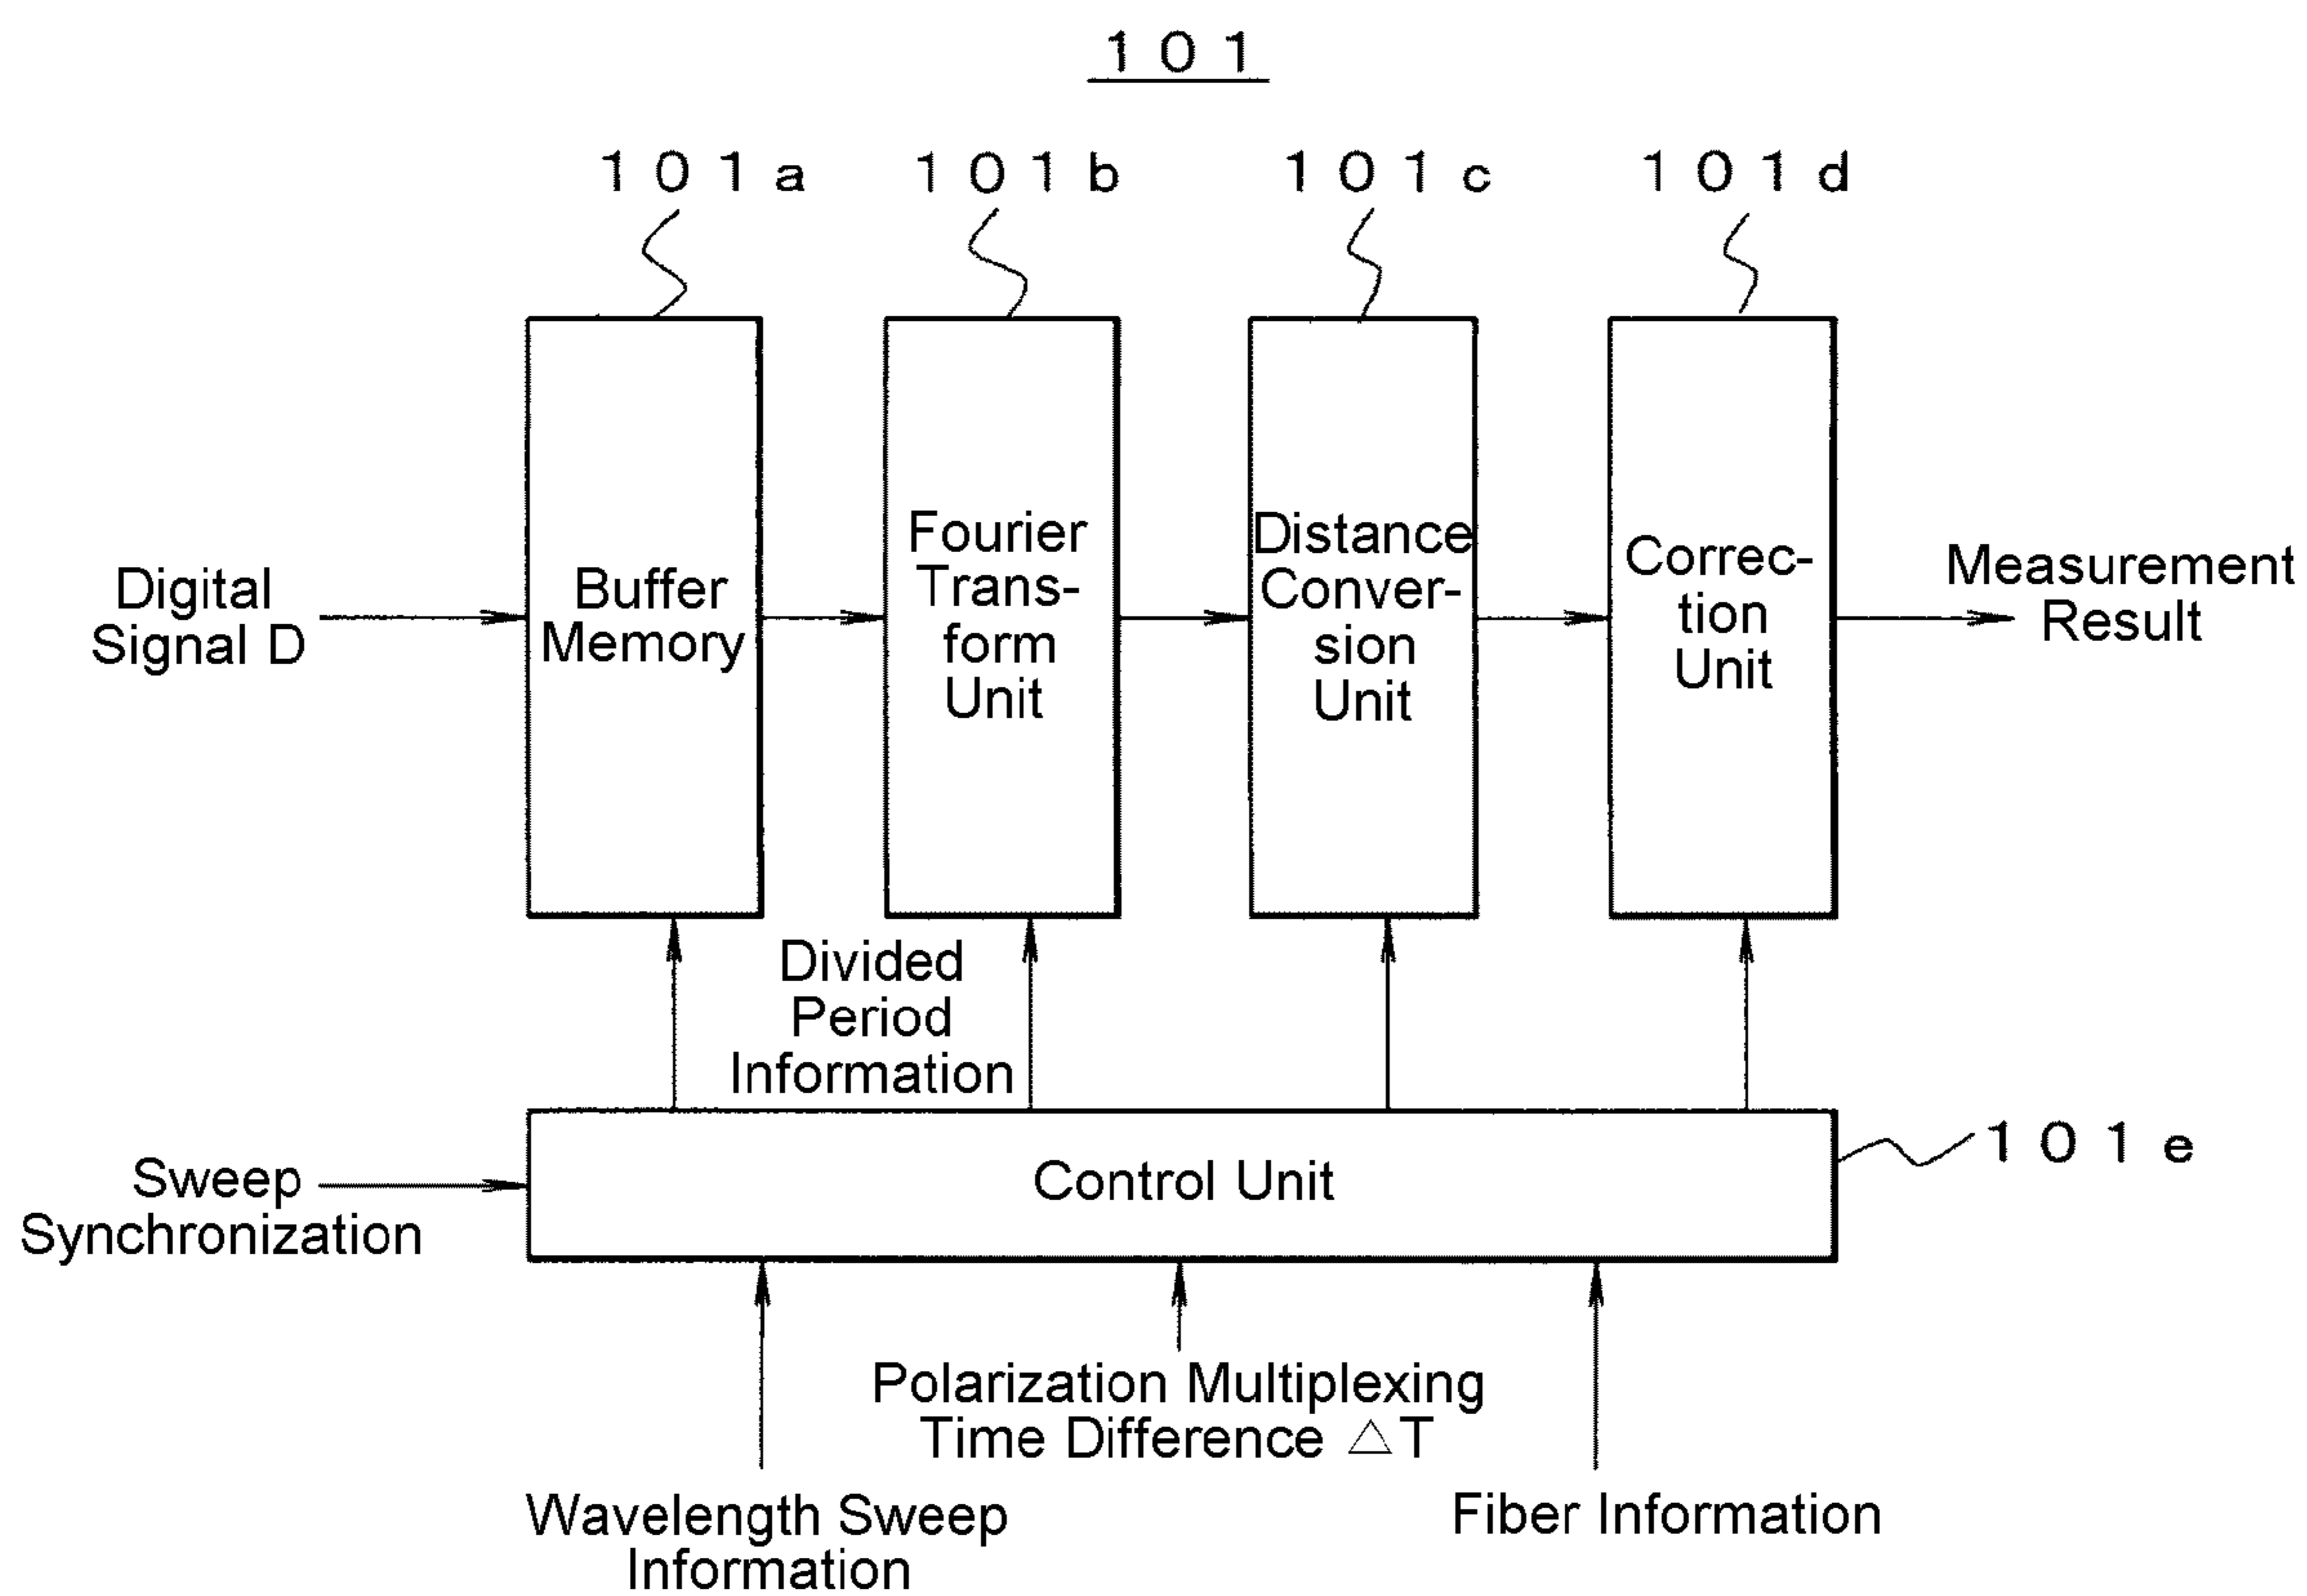 101
101a
101b
101c
101d
Digital
Signal D
Buffer
Memory
Fourier
Trans-
form
Unit
Distance
Conver-
sion
Unit
Correc-
tion
Unit
Measurement
Result
Divided
Period
Information
Sweep
Synchronization
Control Unit
101e
Polarization Multiplexing
Time Difference △T
Wavelength Sweep
Information
Fiber Information